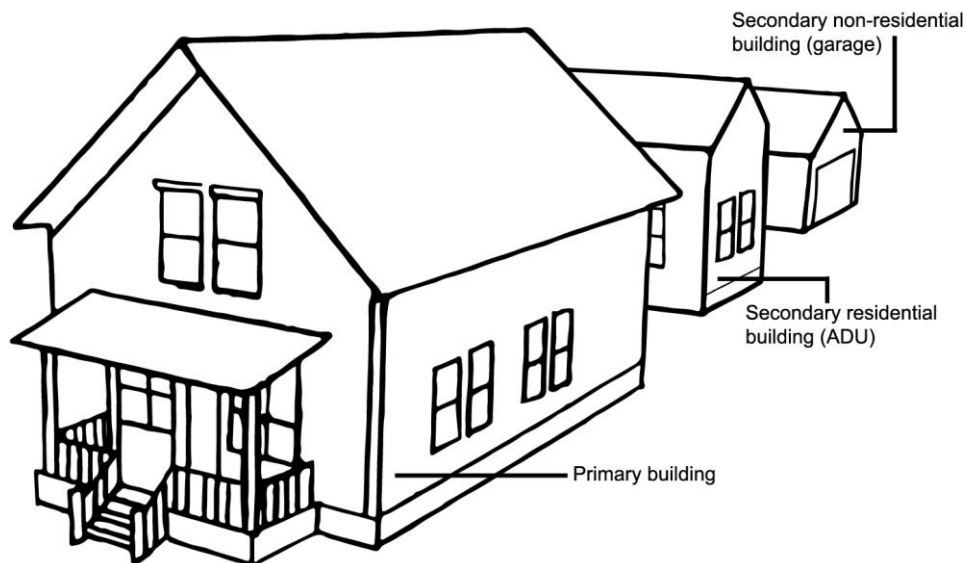 Secondary non-residential
building (garage)
Secondary residential
building (ADU)
Primary building